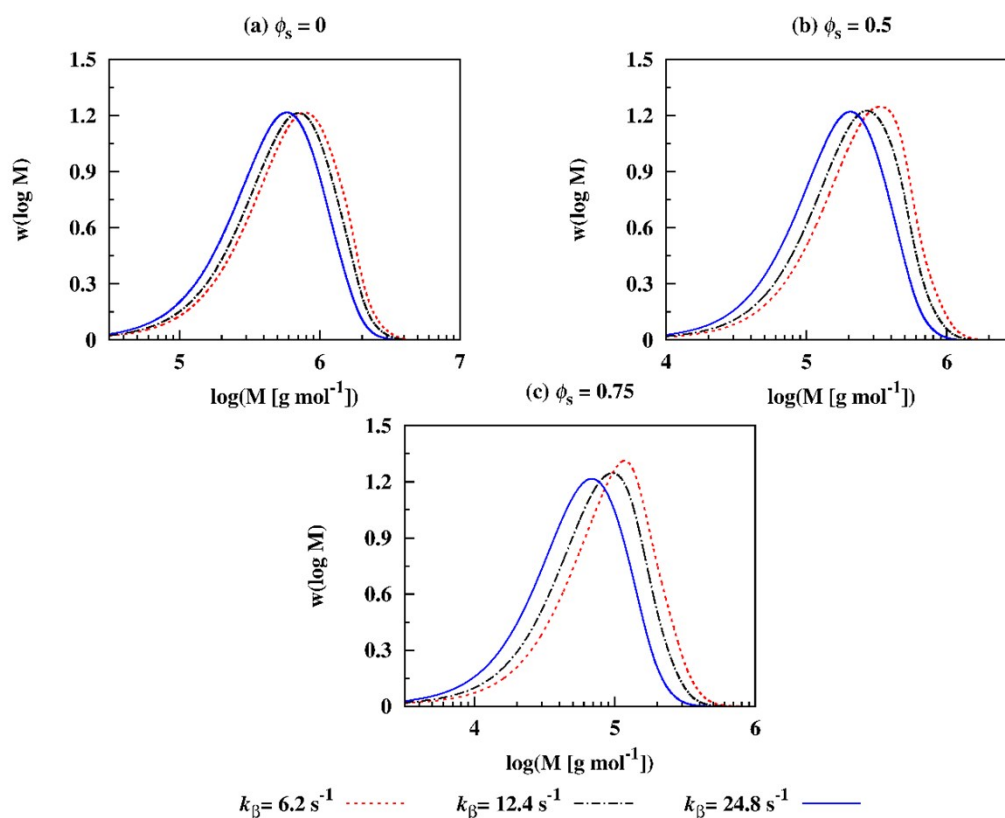 (a) ϕs = 0
(b) ϕs = 0.5
1.5
1.2
0.9
0.6
0.3
0
w(log M)
5
6
7
log(M [g mol-1])
1.5
1.2
0.9
0.6
0.3
0
w(log M)
4
5
6
log(M [g mol-1])
(c) ϕs = 0.75
1.5
1.2
0.9
0.6
0.3
0
w(log M)
4
5
6
log(M [g mol-1])
kβ= 6.2 s-1
kβ= 12.4 s-1
kβ= 24.8 s-1